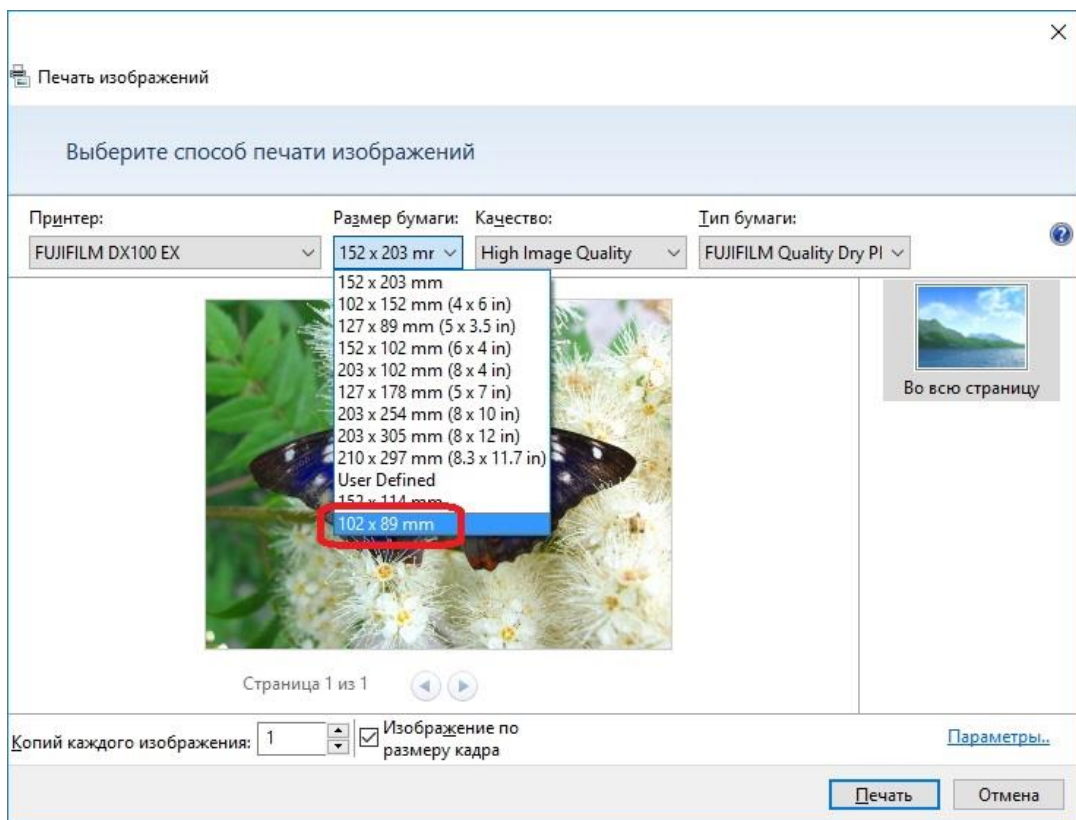 Печать изображений
Выберите способ печати изображений
Принтер: Размер бумаги: Качество: Тип бумаги:
FUJIFILM DX100 EX 152 x 203 mr High Image Quality FUJIFILM Quality Dry Pl
152 x 203 mm
102 x 152 mm (4 x 6 in)
127 x 89 mm (5 x 3.5 in)
152 x 102 mm (6 x 4 in)
203 x 102 mm (8 x 4 in)
127 x 178 mm (5 x 7 in)
203 x 254 mm (8 x 10 in)
203 x 305 mm (8 x 12 in)
210 x 297 mm (8.3 x 11.7 in)
User Defined
152 x 114 mm
102 x 89 mm
Во всю страницу
Страница 1 из 1
Копий каждого изображения: 1
Изображение по
размеру кадра
Параметры..
Печать Отмена